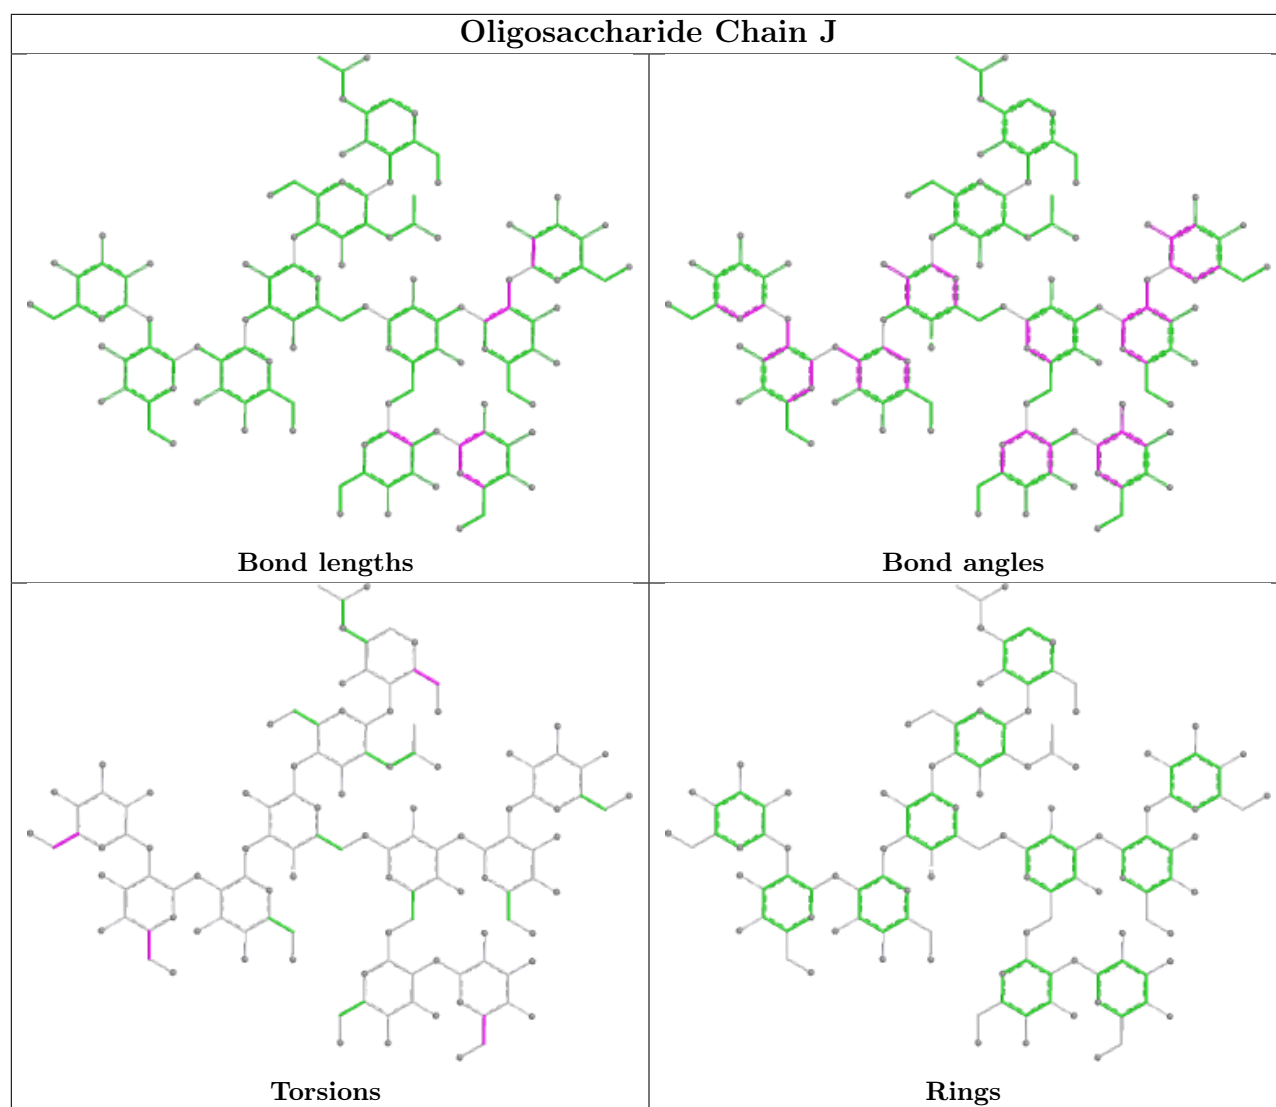 Oligosaccharide Chain J
Bond lengths
Bond angles
Torsions
Rings